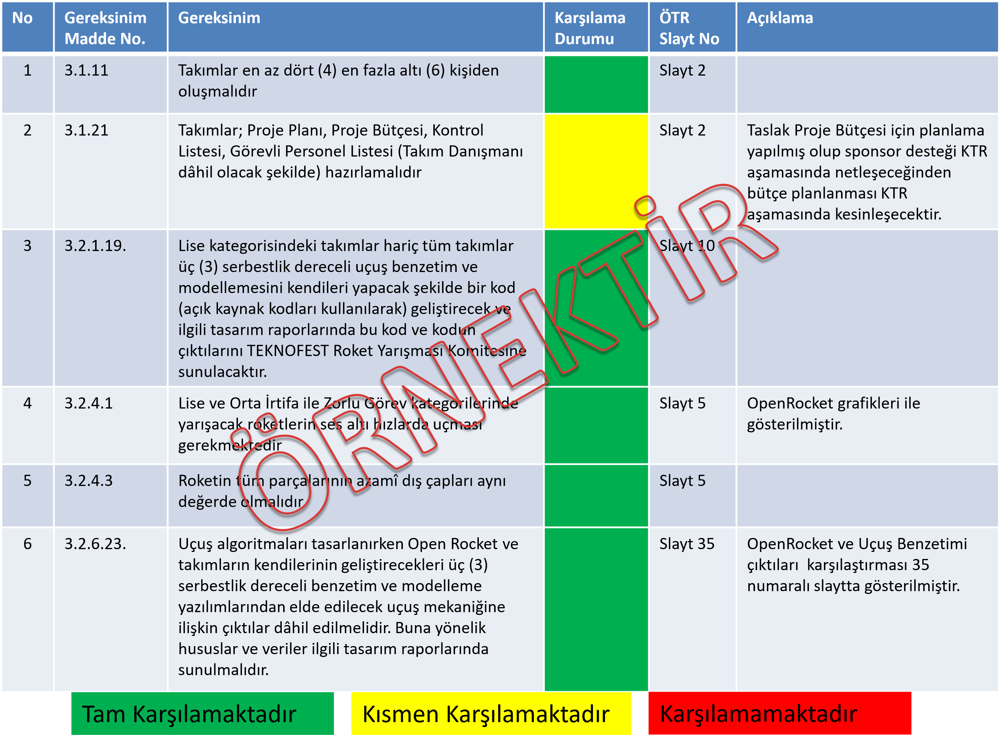 No
Gereksinim
Madde No.
Gereksinim
Karşılama
Durumu
ÖTR
Slayt No
Açıklama
1
3.1.11
Takımlar en az dört (4) en fazla altı (6) kişiden
oluşmalıdır
Slayt 2
2
3.1.21
Takımlar; Proje Planı, Proje Bütçesi, Kontrol
Listesi, Görevli Personel Listesi (Takım Danışmanı
dâhil olacak şekilde) hazırlamalıdır
Slayt 2
Taslak Proje Bütçesi için planlama
yapılmış olup sponsor desteği KTR
aşamasında netleşeceğinden
bütçe planlanması KTR
aşamasında kesinleşecektir.
3
3.2.1.19.
Lise kategorisindeki takımlar hariç tüm takımlar
üç (3) serbestlik dereceli uçuş benzetim ve
modellemesini kendileri yapacak şekilde bir kod
(açık kaynak kodları kullanılarak) geliştirecek ve
ilgili tasarım raporlarında bu kod ve kodun
çıktılarını TEKNOFEST Roket Yarışması Komitesine
sunulacaktır.
Slayt 10
4
3.2.4.1
Lise ve Orta İrtifa ile Zorlu Görev kategorilerinde
yarışacak roketlerin ses altı hızlarda uçması
gerekmektedir
Slayt 5
OpenRocket grafikleri ile
gösterilmiştir.
5
3.2.4.3
Roketin tüm parçalarının azamî dış çapları aynı
değerde olmalıdır
Slayt 5
6
3.2.6.23.
Uçuş algoritmaları tasarlanırken Open Rocket ve
takımların kendilerinin geliştirecekleri üç (3)
serbestlik dereceli benzetim ve modelleme
yazılımlarından elde edilecek uçuş mekaniğine
ilişkin çıktılar dâhil edilmelidir. Buna yönelik
hususlar ve veriler ilgili tasarım raporlarında
sunulmalıdır.
Slayt 35
OpenRocket ve Uçuş Benzetimi
çıktıları karşılaştırması 35
numaralı slaytta gösterilmiştir.
ÖRNEKTİR
Tam Karşılamaktadır
Kısmen Karşılamaktadır
Karşılamamaktadır